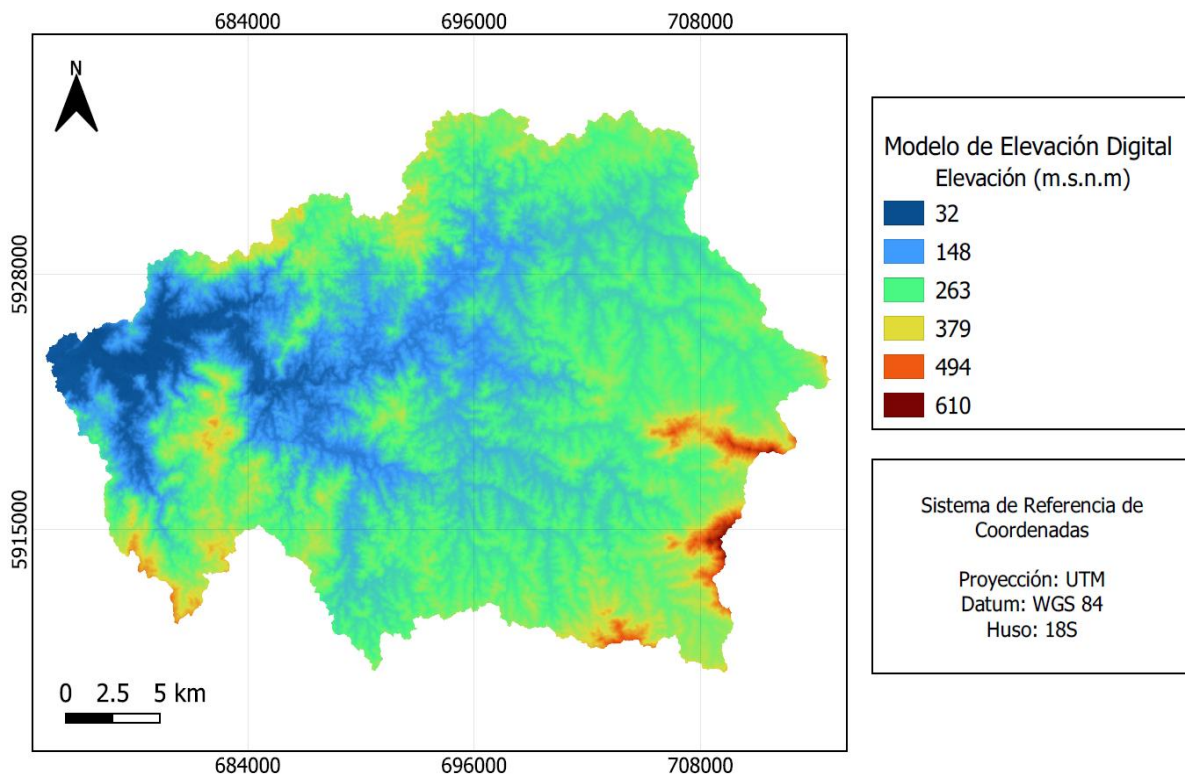 684000 696000 708000
N
5928000
5915000
0 2.5 5 km
684000 696000 708000
Modelo de Elevación Digital
Elevación (m.s.n.m)
32
148
263
379
494
610
Sistema de Referencia de
Coordenadas
Proyección: UTM
Datum: WGS 84
Huso: 18S